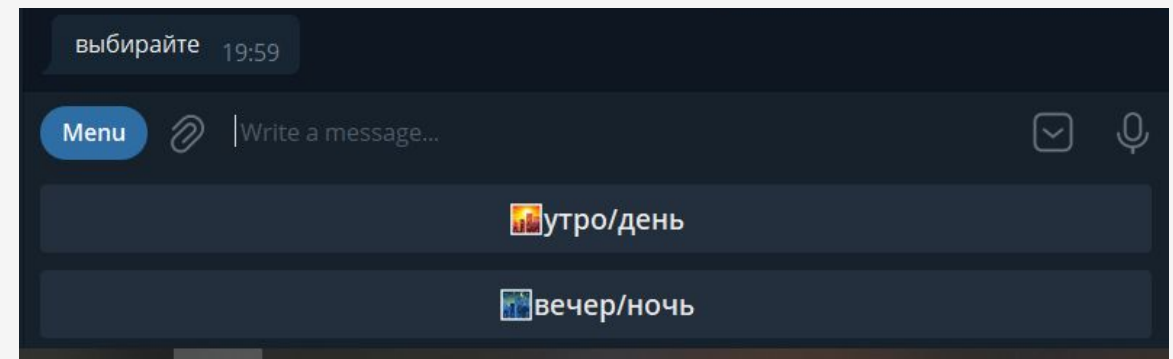 выбирайте 19:59
Menu Write a message...
🌇утро/день
🌃вечер/ночь